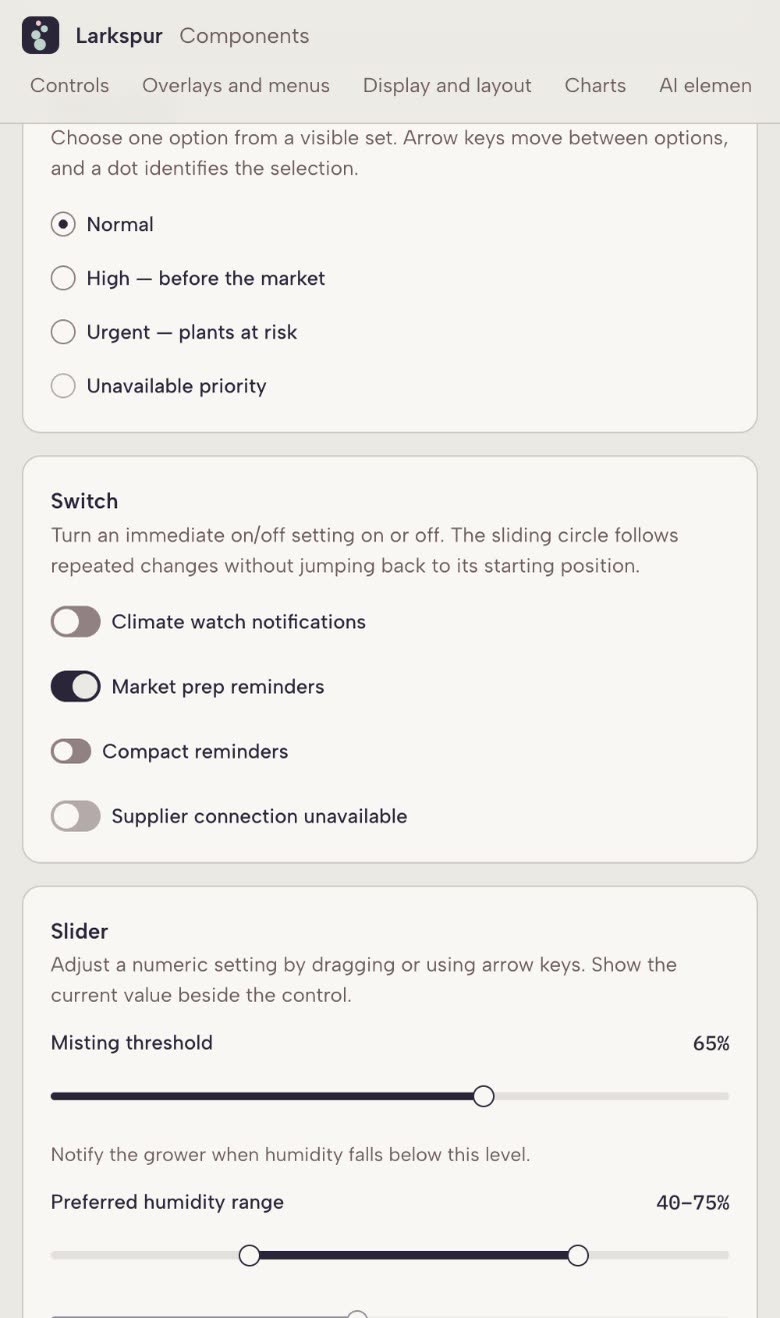 Larkspur Components
Controls Overlays and menus Display and layout Charts AI elemen
Choose one option from a visible set. Arrow keys move between options,
and a dot identifies the selection.
Normal
High — before the market
Urgent — plants at risk
Unavailable priority
Switch
Turn an immediate on/off setting on or off. The sliding circle follows
repeated changes without jumping back to its starting position.
Climate watch notifications
Market prep reminders
Compact reminders
Supplier connection unavailable
Slider
Adjust a numeric setting by dragging or using arrow keys. Show the
current value beside the control.
Misting threshold 65%
Notify the grower when humidity falls below this level.
Preferred humidity range 40–75%